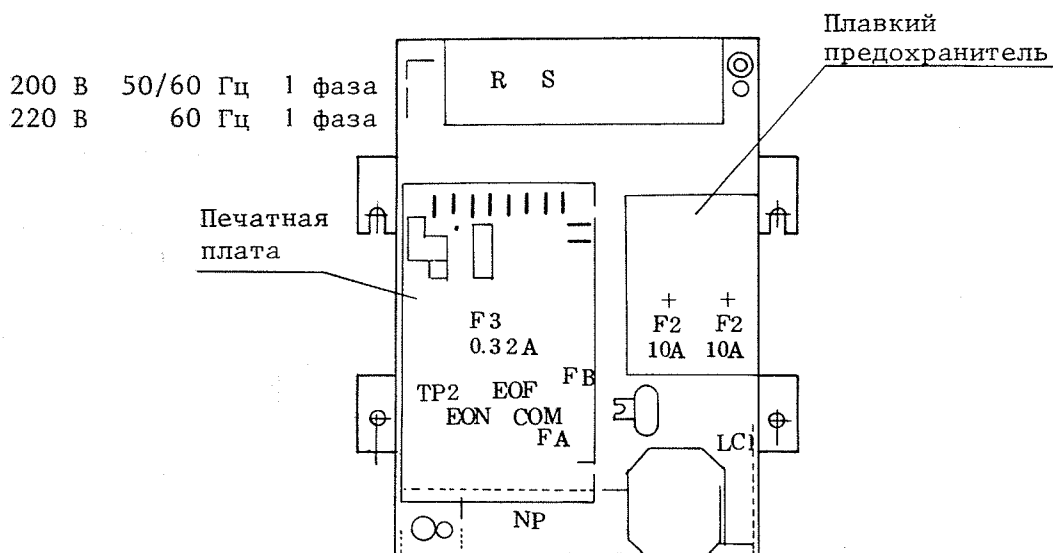 Плавкий
предохранитель
200 В 50/60 Гц 1 фаза
220 В 60 Гц 1 фаза
R S
Печатная
плата
F3
0.32A
F2 F2
10A 10A
TP2 EOF FB
EON COM
FA
LC1
NP